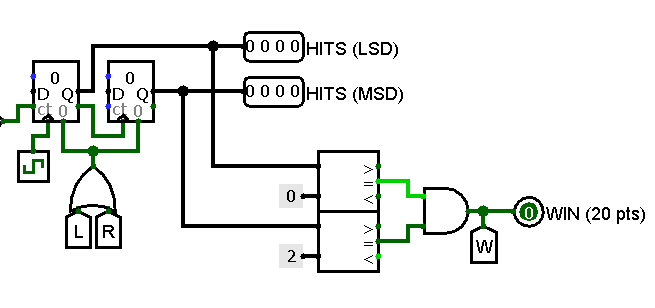 0 0 0 0 HITS (LSD)
0 0
D Q D Q
ct 0 ct 0
0 0 0 0 HITS (MSD)
>
=
0 <
L R
>
=
2 <
0 WIN (20 pts)
W